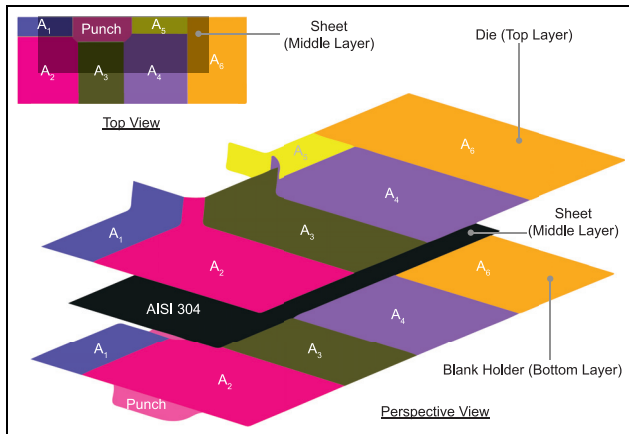 A1
Punch
A5
A2
A3
A4
A6
Top View
Sheet
(Middle Layer)
Die (Top Layer)
A5
A6
A4
A3
A1
A2
Sheet
(Middle Layer)
AISI 304
A6
A4
A3
A1
A2
Punch
Blank Holder (Bottom Layer)
Perspective View